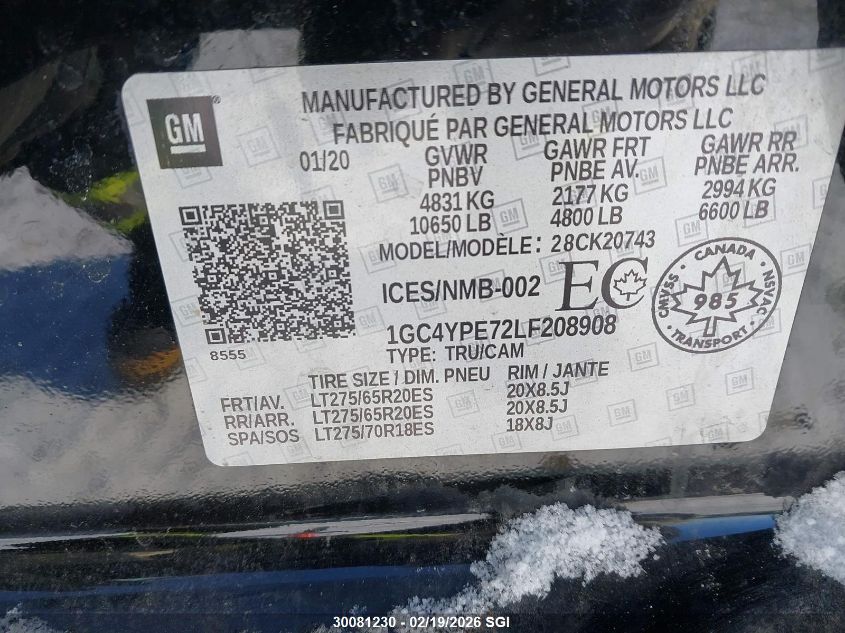 GM
MANUFACTURED BY GENERAL MOTORS LLC
FABRIQUÉ PAR GENERAL MOTORS LLC
01/20 GVWR GAWR FRT GAWR RR
PNBV PNBE AV. PNBE ARR.
4831 KG 2177 KG 2994 KG
10650 LB 4800 LB 6600 LB
MODEL/MODÈLE: 28CK20743
ICES/NMB-002 EC
CANADA
CMVSS NSVAC
985
TRANSPORT
1GC4YPE72LF208908
8555
TYPE: TRU/CAM
TIRE SIZE / DIM. PNEU RIM / JANTE
FRT/AV. LT275/65R20ES 20X8.5J
RR/ARR. LT275/65R20ES 20X8.5J
SPA/SOS LT275/70R18ES 18X8J
30081230 - 02/19/2026 SGI